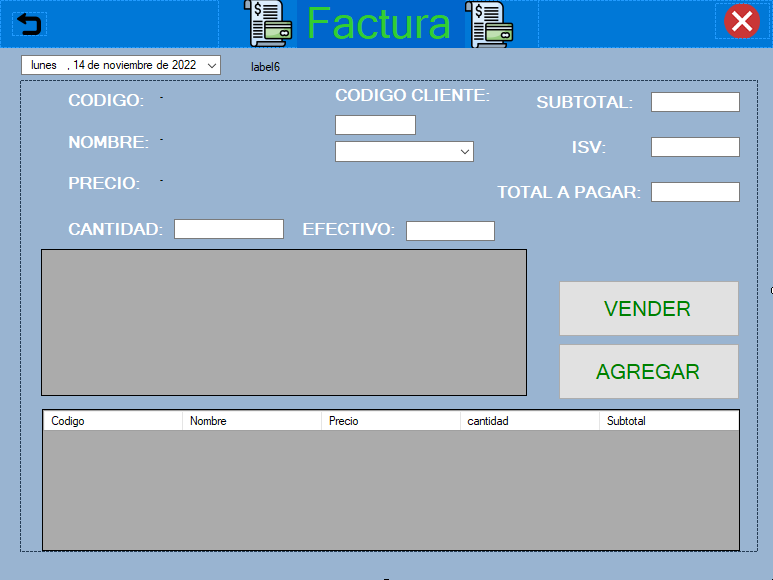 Factura
lunes , 14 de noviembre de 2022
label6
CODIGO: -
CODIGO CLIENTE:
SUBTOTAL:
NOMBRE: -
ISV:
PRECIO: -
TOTAL A PAGAR:
CANTIDAD:
EFECTIVO:
VENDER
AGREGAR
Codigo Nombre Precio cantidad Subtotal